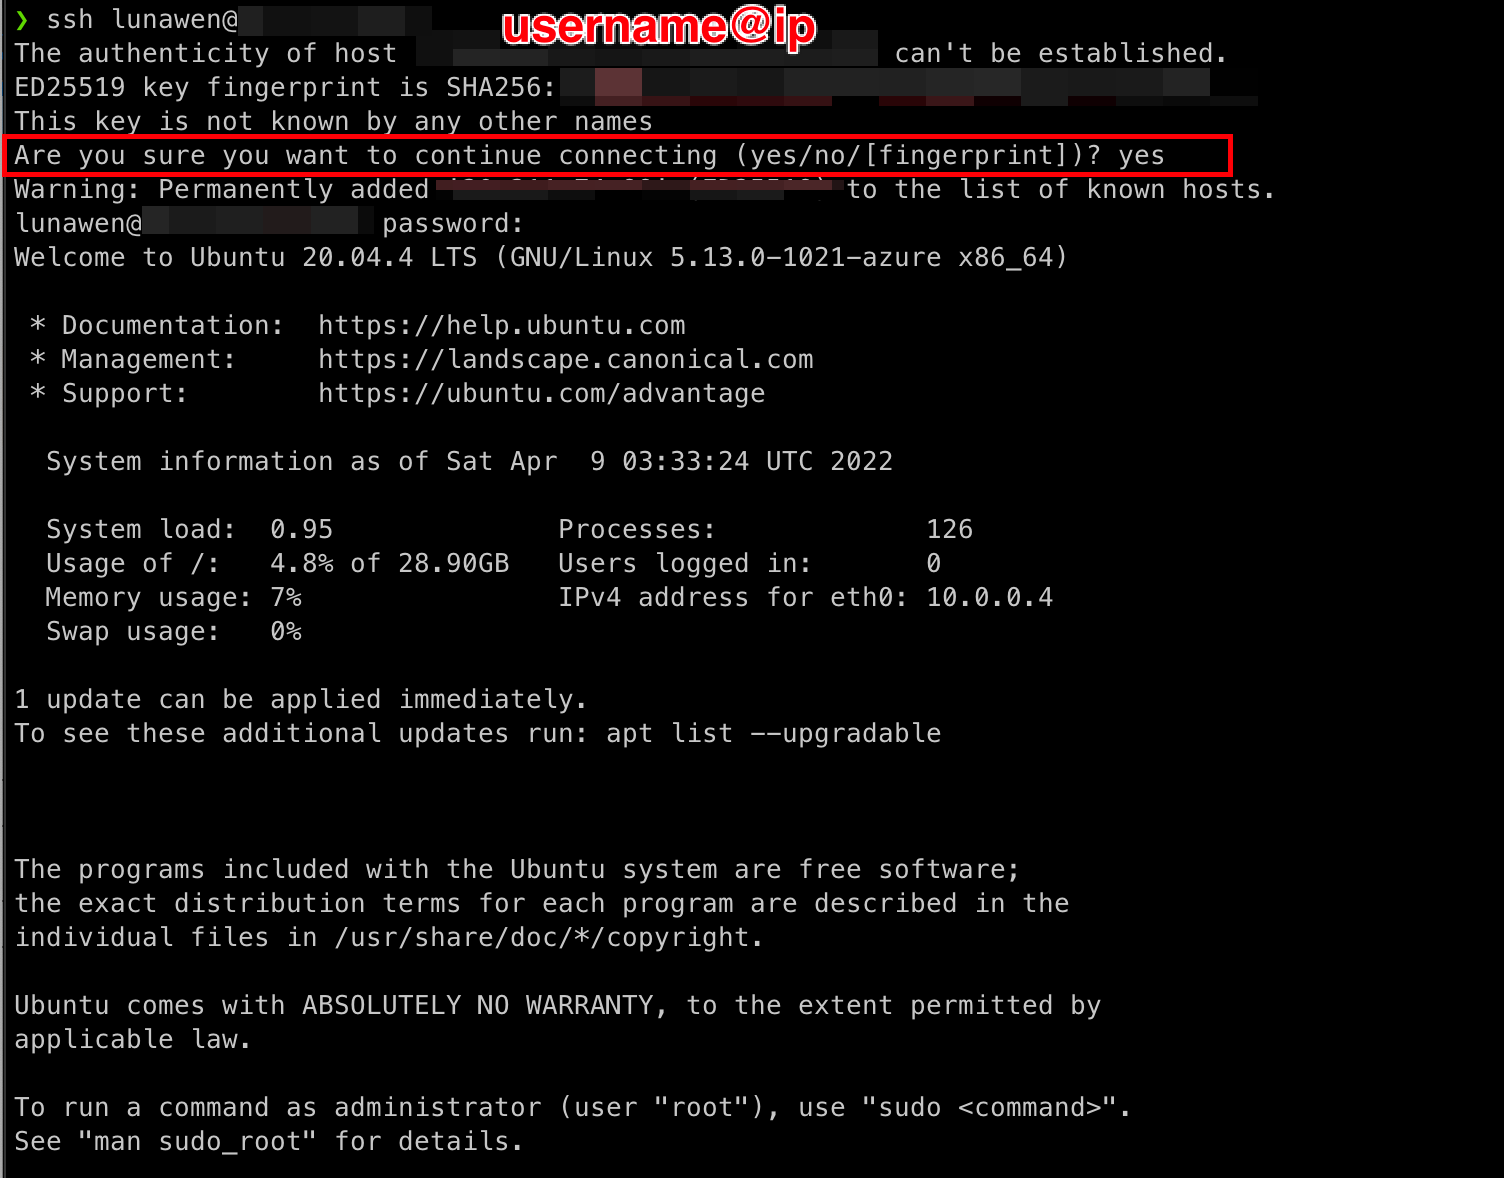 ❯ ssh lunawen@
username@ip
The authenticity of host can't be established.
ED25519 key fingerprint is SHA256:
This key is not known by any other names
Are you sure you want to continue connecting (yes/no/[fingerprint])? yes
Warning: Permanently added to the list of known hosts.
lunawen@ password:
Welcome to Ubuntu 20.04.4 LTS (GNU/Linux 5.13.0-1021-azure x86_64)
* Documentation: https://help.ubuntu.com
* Management: https://landscape.canonical.com
* Support: https://ubuntu.com/advantage
System information as of Sat Apr 9 03:33:24 UTC 2022
System load: 0.95 Processes: 126
Usage of /: 4.8% of 28.90GB Users logged in: 0
Memory usage: 7% IPv4 address for eth0: 10.0.0.4
Swap usage: 0%
1 update can be applied immediately.
To see these additional updates run: apt list --upgradable
The programs included with the Ubuntu system are free software;
the exact distribution terms for each program are described in the
individual files in /usr/share/doc/*/copyright.
Ubuntu comes with ABSOLUTELY NO WARRANTY, to the extent permitted by
applicable law.
To run a command as administrator (user "root"), use "sudo <command>".
See "man sudo_root" for details.